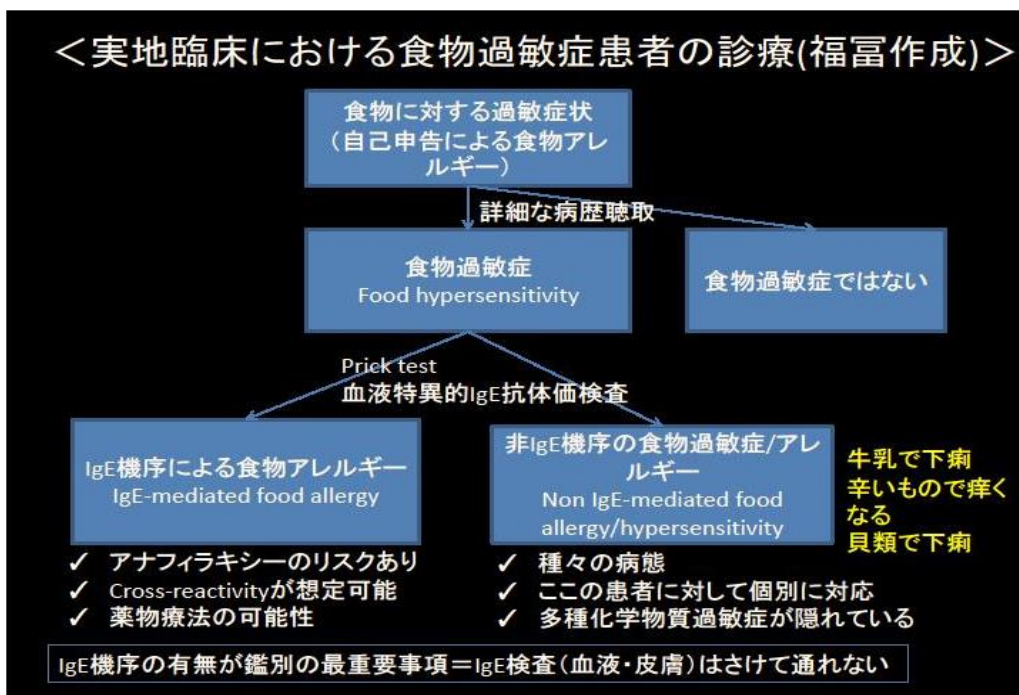 ＜実地臨床における食物過敏症患者の診療(福冨作成)＞
食物に対する過敏症状
（自己申告による食物アレ
ルギー）
詳細な病歴聴取
食物過敏症
Food hypersensitivity
食物過敏症ではない
Prick test
血液特異的IgE抗体価検査
IgE機序による食物アレルギー
IgE-mediated food allergy
非IgE機序の食物過敏症/アレ
ルギー
Non IgE-mediated food
allergy/hypersensitivity
牛乳で下痢
辛いもので痒く
なる
貝類で下痢
✓ アナフィラキシーのリスクあり
✓ Cross-reactivityが想定可能
✓ 薬物療法の可能性
✓ 種々の病態
✓ ここの患者に対して個別に対応
✓ 多種化学物質過敏症が隠れている
IgE機序の有無が鑑別の最重要事項＝IgE検査（血液・皮膚）はさけて通れない